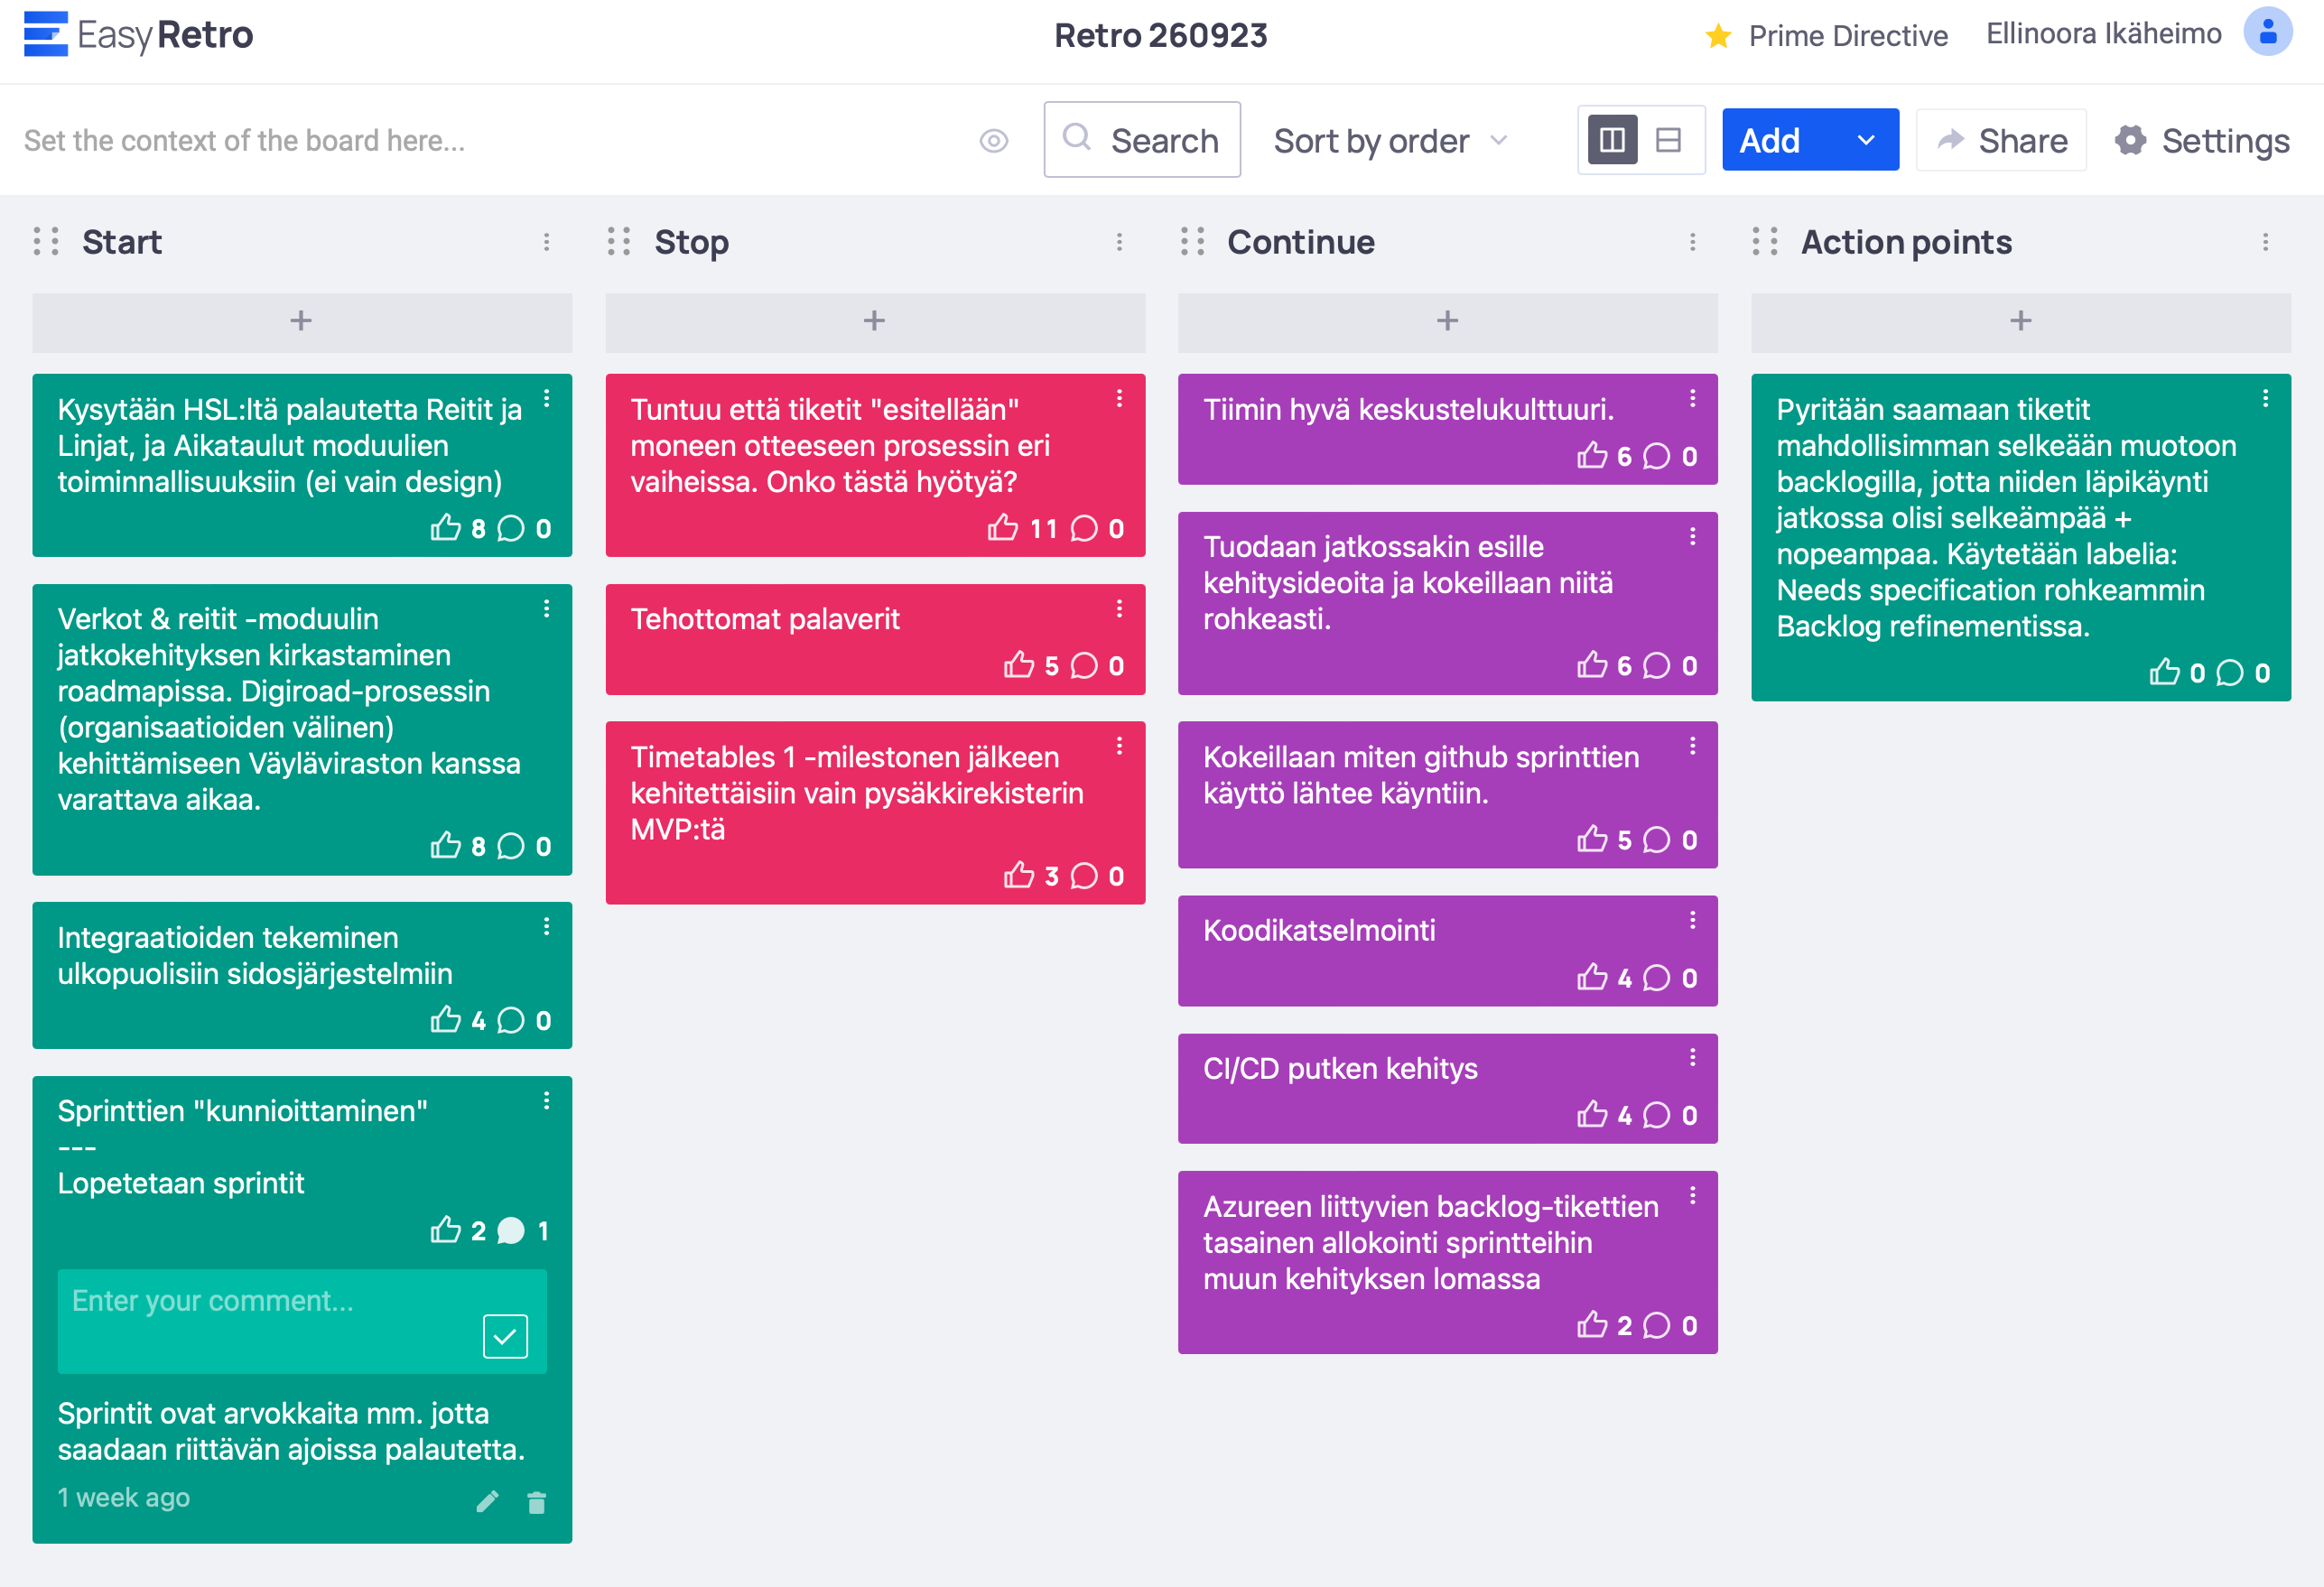 EasyRetro
Retro 260923
Prime Directive
Ellinoora Ikäheimo
Set the context of the board here...
Search
Sort by order
Add
Share
Settings
Start
Kysytään HSL:ltä palautetta Reitit ja
Linjat, ja Aikataulut moduulien
toiminnallisuuksiin (ei vain design)
8 0
Verkot & reitit -moduulin
jatkokehityksen kirkastaminen
roadmapissa. Digiroad-prosessin
(organisaatioiden välinen)
kehittämiseen Väyläviraston kanssa
varattava aikaa.
8 0
Integraatioiden tekeminen
ulkopuolisiin sidosjärjestelmiin
4 0
Sprinttien "kunnioittaminen"
---
Lopetetaan sprintit
2 1
Enter your comment...
Sprintit ovat arvokkaita mm. jotta
saadaan riittävän ajoissa palautetta.
1 week ago
Stop
Tuntuu että tiketit "esitellään"
moneen otteeseen prosessin eri
vaiheissa. Onko tästä hyötyä?
11 0
Tehottomat palaverit
5 0
Timetables 1 -milestonen jälkeen
kehitettäisiin vain pysäkkirekisterin
MVP:tä
3 0
Continue
Tiimin hyvä keskustelukulttuuri.
6 0
Tuodaan jatkossakin esille
kehitysideoita ja kokeillaan niitä
rohkeasti.
6 0
Kokeillaan miten github sprinttien
käyttö lähtee käyntiin.
5 0
Koodikatselmointi
4 0
CI/CD putken kehitys
4 0
Azureen liittyvien backlog-tikettien
tasainen allokointi sprintteihin
muun kehityksen lomassa
2 0
Action points
Pyritään saamaan tiketit
mahdollisimman selkeään muotoon
backlogilla, jotta niiden läpikäynti
jatkossa olisi selkeämpää +
nopeampaa. Käytetään labelia:
Needs specification rohkeammin
Backlog refinementissa.
0 0